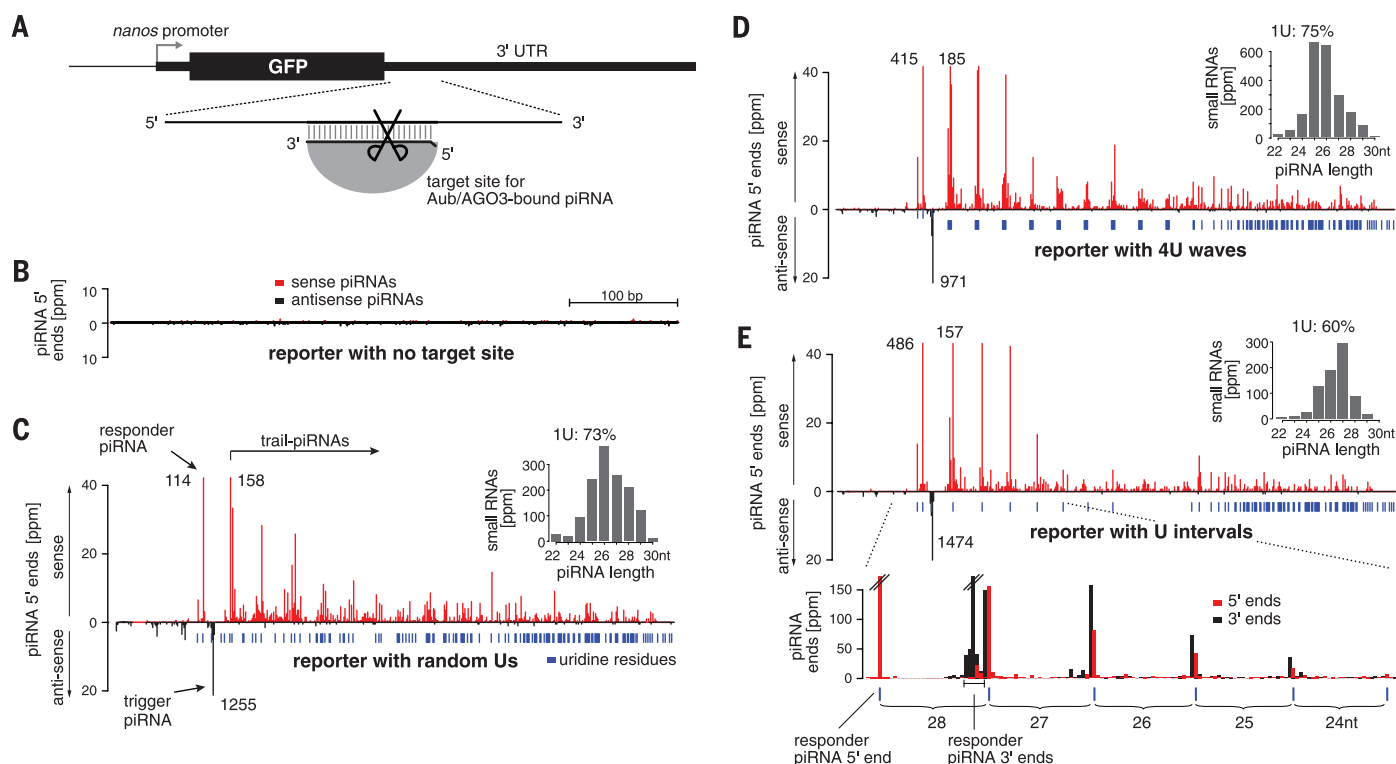 A
nanos promoter
GFP
3' UTR
5'
3'
3'
5'
target site for
Aub/AGO3-bound piRNA
B
piRNA 5'
ends [ppm]
10
0
10
sense piRNAs
antisense piRNAs
100 bp
reporter with no target site
C
responder
piRNA
trail-piRNAs
114
158
piRNA 5' ends [ppm]
anti-sense
sense
40
20
0
20
trigger
piRNA
1255
reporter with random Us
uridine residues
1U: 73%
small RNAs
[ppm]
300
200
100
0
22
24
26
28
30nt
piRNA length
D
415
185
piRNA 5' ends [ppm]
anti-sense
sense
40
20
0
20
971
reporter with 4U waves
1U: 75%
small RNAs
[ppm]
600
400
200
0
22
24
26
28
30nt
piRNA length
E
486
157
piRNA 5' ends [ppm]
anti-sense
sense
40
20
0
20
1474
reporter with U intervals
1U: 60%
small RNAs
[ppm]
300
200
100
0
22
24
26
28
30nt
piRNA length
piRNA
ends [ppm]
150
100
50
0
5' ends
3' ends
28
27
26
25
24nt
responder
piRNA 5' end
responder
piRNA 3' ends